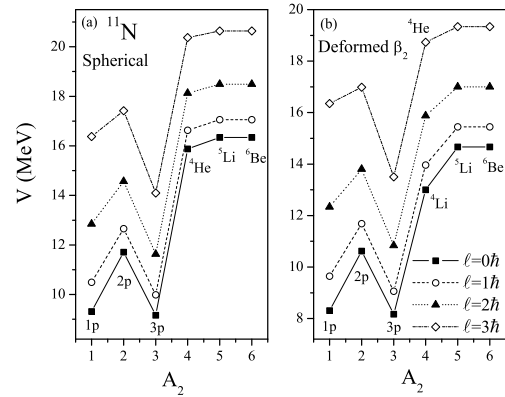 (a) ¹¹N
Spherical
V (MeV)
20
18
16
14
12
10
1p
2p
3p
⁴He
⁵Li
⁶Be
1 2 3 4 5 6
A₂
(b)
Deformed β₂
20
18
16
14
12
10
8
1p
2p
3p
⁴He
⁴Li
⁵Li
⁶Be
ℓ=0ħ
ℓ=1ħ
ℓ=2ħ
ℓ=3ħ
1 2 3 4 5 6
A₂